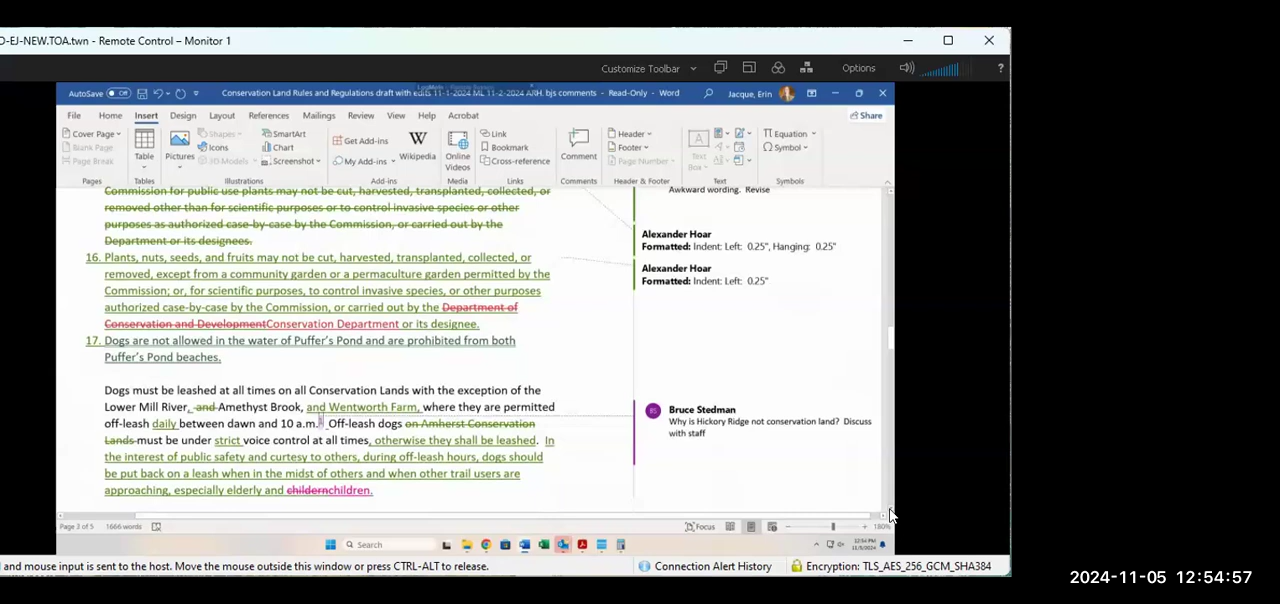 O-EJ-NEW.TOA.twn - Remote Control – Monitor 1
Customize Toolbar Options ?
AutoSave Off Conservation Land Rules and Regulations draft with edits 11-1-2024 ML 11-2-2024 ARH. bjs comments - Read-Only - Word Jacque, Erin
File Home Insert Draw Design Layout References Mailings Review View Help Acrobat Share
Cover Page
Blank Page
Page Break
Pages
Table
Tables
Pictures
Shapes
Icons
3D Models
SmartArt
Chart
Screenshot
Illustrations
Get Add-ins
My Add-ins
Wikipedia
Add-ins
Online
Videos
Media
Link
Bookmark
Cross-reference
Links
Comment
Comments
Header
Footer
Page Number
Header & Footer
Text
Box
Text
Equation
Symbol
Symbols
Commission for public use plants may not be cut, harvested, transplanted, collected, or
removed other than for scientific purposes or to control invasive species or other
purposes as authorized case-by-case by the Commission, or carried out by the
Department or its designees.
16. Plants, nuts, seeds, and fruits may not be cut, harvested, transplanted, collected, or
removed, except from a community garden or a permaculture garden permitted by the
Commission; or, for scientific purposes, to control invasive species, or other purposes
authorized case-by-case by the Commission, or carried out by the Department of
Conservation and DevelopmentConservation Department or its designee.
17. Dogs are not allowed in the water of Puffer's Pond and are prohibited from both
Puffer's Pond beaches.
Dogs must be leashed at all times on all Conservation Lands with the exception of the
Lower Mill River, and Amethyst Brook, and Wentworth Farm, where they are permitted
off-leash daily between dawn and 10 a.m. Off-leash dogs on Amherst Conservation
Lands must be under strict voice control at all times, otherwise they shall be leashed. In
the interest of public safety and curtesy to others, during off-leash hours, dogs should
be put back on a leash when in the midst of others and when other trail users are
approaching, especially elderly and childernchildren.
Awkward wording. Revise
Alexander Hoar
Formatted: Indent: Left: 0.25", Hanging: 0.25"
Alexander Hoar
Formatted: Indent: Left: 0.25"
BS Bruce Stedman
Why is Hickory Ridge not conservation land? Discuss
with staff
Page 3 of 5 1666 words Focus 180%
Search
12:54 PM
11/5/2024
and mouse input is sent to the host. Move the mouse outside this window or press CTRL-ALT to release. Connection Alert History Encryption: TLS_AES_256_GCM_SHA384
2024-11-05 12:54:57